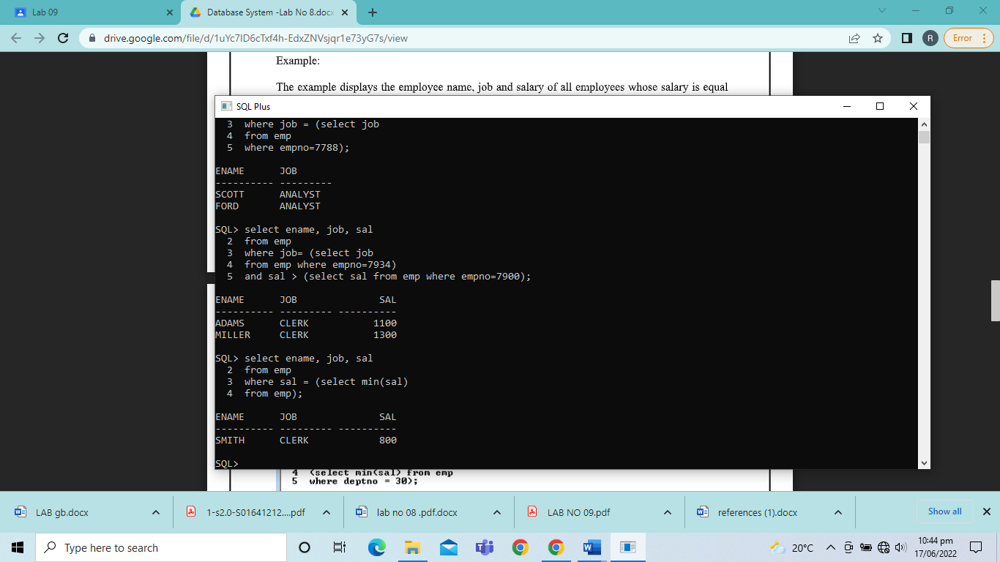 Lab 09
Database System -Lab No 8.docx
drive.google.com/file/d/1uYc7lD6cTxf4h-EdxZNVsjqr1e73yG7s/view
R
Error
Example:
The example displays the employee name, job and salary of all employees whose salary is equal
SQL Plus
3 where job = (select job
4 from emp
5 where empno=7788);
ENAME JOB
---------- ---------
SCOTT ANALYST
FORD ANALYST
SQL> select ename, job, sal
2 from emp
3 where job= (select job
4 from emp where empno=7934)
5 and sal > (select sal from emp where empno=7900);
ENAME JOB SAL
---------- --------- ----------
ADAMS CLERK 1100
MILLER CLERK 1300
SQL> select ename, job, sal
2 from emp
3 where sal = (select min(sal)
4 from emp);
ENAME JOB SAL
---------- --------- ----------
SMITH CLERK 800
SQL>
4 (select min(sal) from emp
5 where deptno = 30);
LAB gb.docx
1-s2.0-S01641212....pdf
lab no 08 .pdf.docx
LAB NO 09.pdf
references (1).docx
Show all
Type here to search
20°C
10:44 pm
17/06/2022